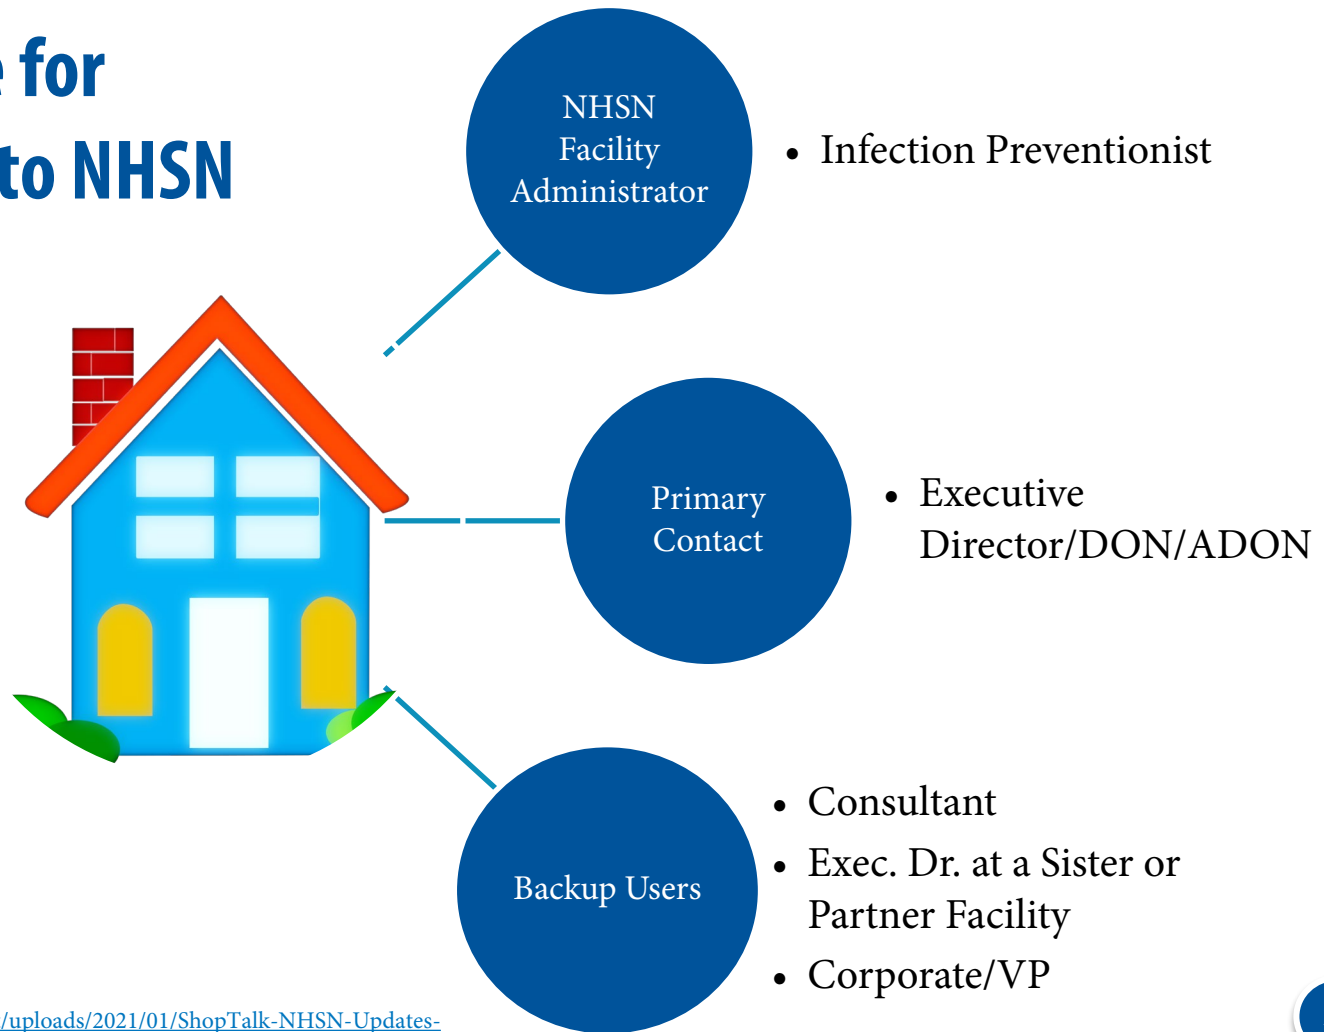 e for
to NHSN
NHSN
Facility
Administrator
• Infection Preventionist
Primary
Contact
• Executive
Director/DON/ADON
Backup Users
• Consultant
• Exec. Dr. at a Sister or
Partner Facility
• Corporate/VP
/uploads/2021/01/ShopTalk-NHSN-Updates-